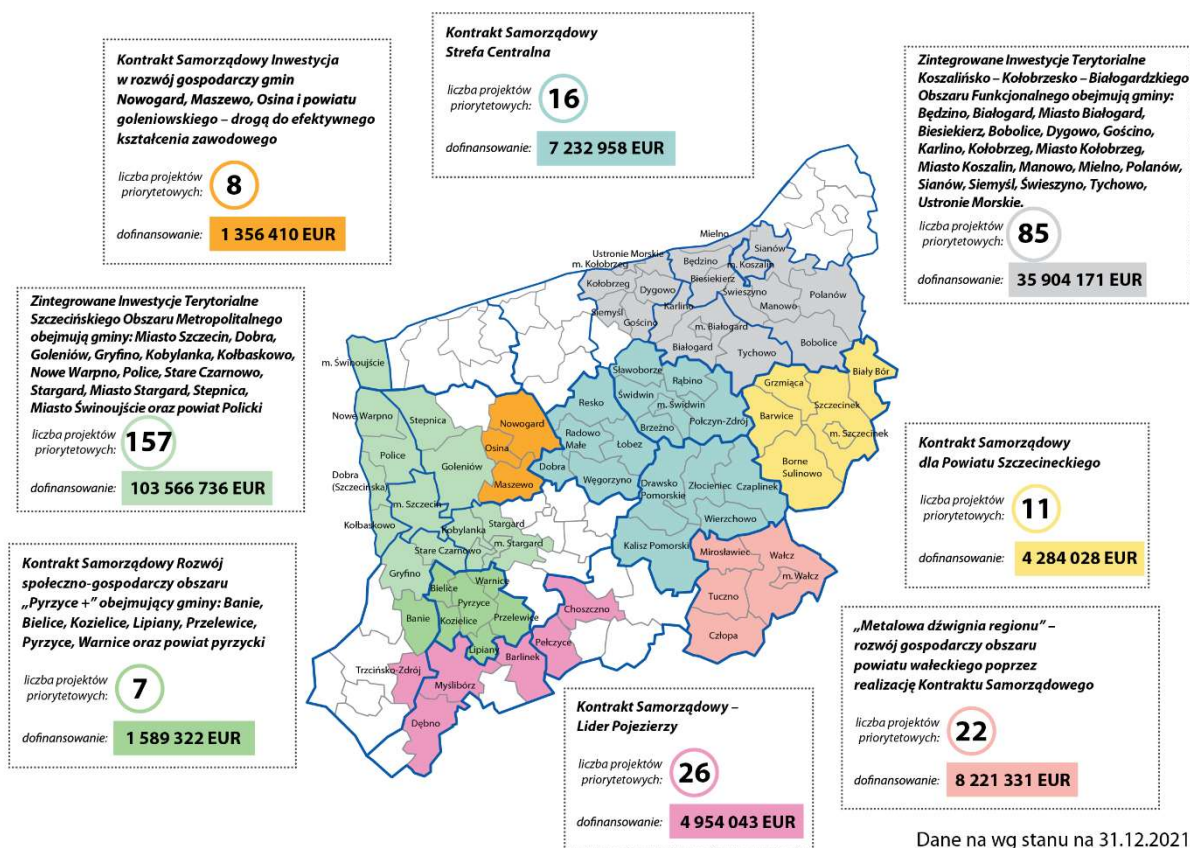 Kontrakt Samorządowy Inwestycja
w rozwój gospodarczy gmin
Nowogard, Maszewo, Osina i powiatu
goleniowskiego – drogą do efektywnego
kształcenia zawodowego
liczba projektów
priorytetowych:
8
dofinansowanie:
1 356 410 EUR
Kontrakt Samorządowy
Strefa Centralna
liczba projektów
priorytetowych:
16
dofinansowanie:
7 232 958 EUR
Zintegrowane Inwestycje Terytorialne
Koszalińsko – Kołobrzesko – Białogardzkiego
Obszaru Funkcjonalnego obejmują gminy:
Będzino, Białogard, Miasto Białogard,
Biesiekierz, Bobolice, Dygowo, Gościno,
Karlino, Kołobrzeg, Miasto Kołobrzeg,
Miasto Koszalin, Manowo, Mielno, Polanów,
Sianów, Siemyśl, Świeszyno, Tychowo,
Ustronie Morskie.
liczba projektów
priorytetowych:
85
dofinansowanie:
35 904 171 EUR
Zintegrowane Inwestycje Terytorialne
Szczecińskiego Obszaru Metropolitalnego
obejmują gminy: Miasto Szczecin, Dobra,
Goleniów, Gryfino, Kobylanka, Kołbaskowo,
Nowe Warpno, Police, Stare Czarnowo,
Stargard, Miasto Stargard, Stepnica,
Miasto Świnoujście oraz powiat Policki
liczba projektów
priorytetowych:
157
dofinansowanie:
103 566 736 EUR
Kontrakt Samorządowy
dla Powiatu Szczecineckiego
liczba projektów
priorytetowych:
11
dofinansowanie:
4 284 028 EUR
Kontrakt Samorządowy Rozwój
społeczno-gospodarczy obszaru
„Pyrzyce +” obejmujący gminy: Banie,
Bielice, Kozielice, Lipiany, Przelewice,
Pyrzyce, Warnice oraz powiat pyrzycki
liczba projektów
priorytetowych:
7
dofinansowanie:
1 589 322 EUR
Kontrakt Samorządowy –
Lider Pojezierzy
liczba projektów
priorytetowych:
26
dofinansowanie:
4 954 043 EUR
„Metalowa dźwignia regionu” –
rozwój gospodarczy obszaru
powiatu wałeckiego poprzez
realizację Kontraktu Samorządowego
liczba projektów
priorytetowych:
22
dofinansowanie:
8 221 331 EUR
Mielno
Sianów
Ustronie Morskie
Będzino
m. Koszalin
m. Kołobrzeg
Kołobrzeg
Biesiekierz
Dygowo
Świeszyno
Polanów
Karlino
Manowo
Siemyśl
Gościno
m. Białogard
Białogard
Tychowo
Bobolice
m. Świnoujście
Sławoborze
Rąbino
Grzmiąca
Biały Bór
Nowe Warpno
Stepnica
Resko
Świdwin
m. Świdwin
Barwice
Szczecinek
Nowogard
Brzeżno
Połczyn-Zdrój
Police
Osina
Radowo
Małe
Łobez
m. Szczecinek
Goleniów
Borne
Sulinowo
Dobra
(Szczecińska)
Maszewo
Dobra
Węgorzyno
Drawsko
Pomorskie
Złocieniec
Czaplinek
m. Szczecin
Kołbaskowo
Kobylanka
Stargard
m. Stargard
Wierzchowo
Stare Czarnowo
Kalisz Pomorski
Mirosławiec
Wałcz
Gryfino
Bielice
Warnice
m. Wałcz
Pyrzyce
Choszczno
Tuczno
Banie
Kozielice
Przelewice
Człopa
Lipiany
Pełczyce
Trzcińsko-Zdrój
Barlinek
Myślibórz
Dębno
Dane na wg stanu na 31.12.2021